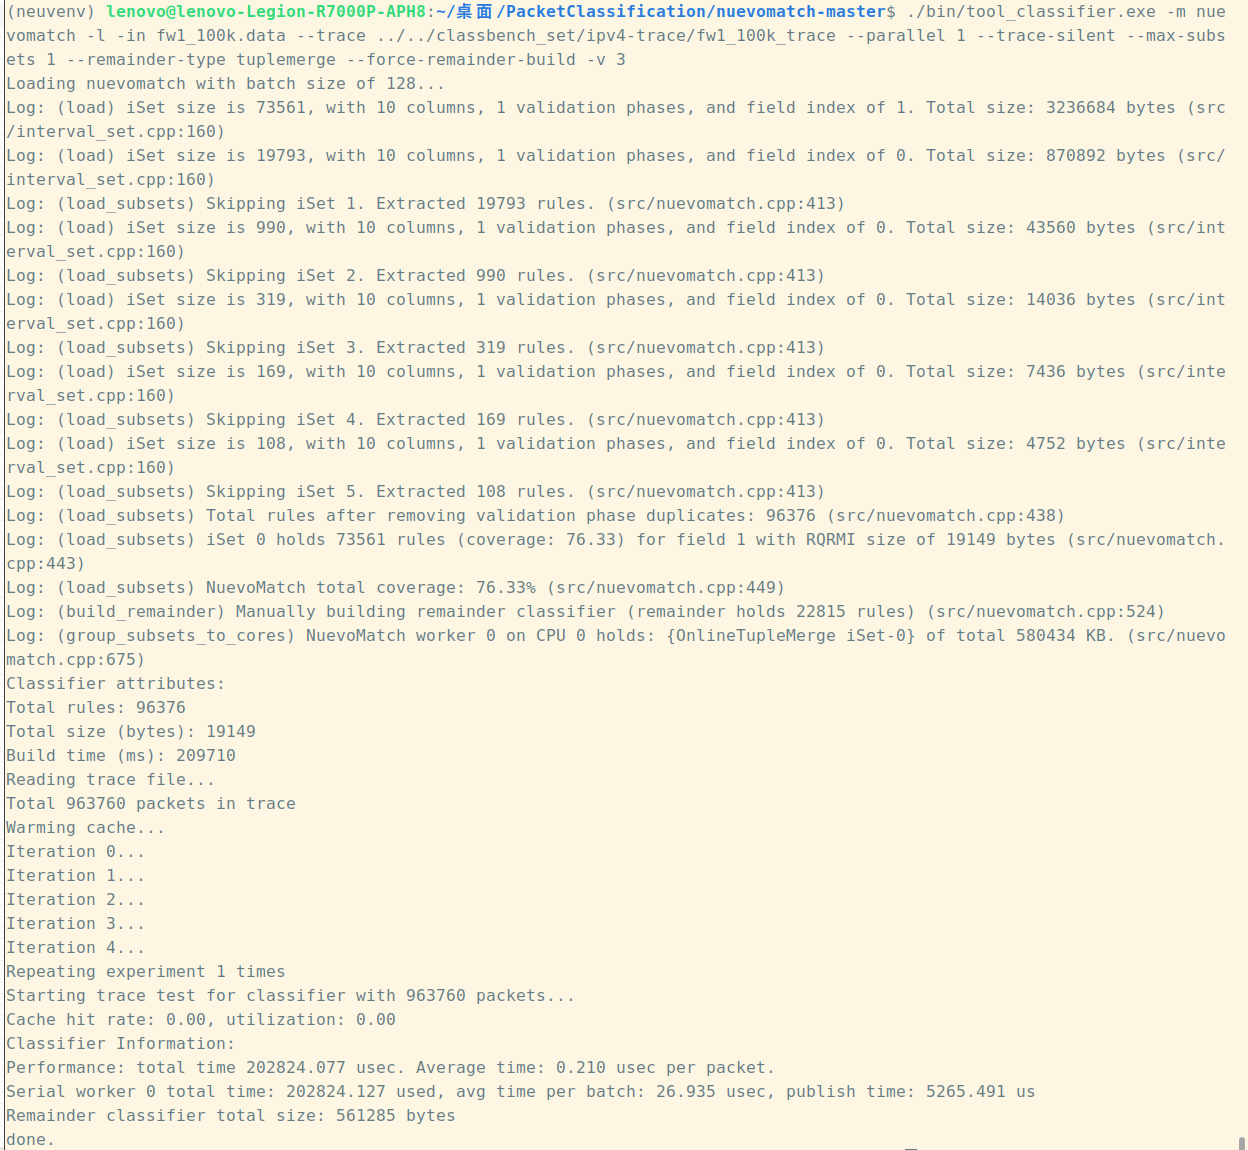 (neuvenv) lenovo@lenovo-Legion-R7000P-APH8:~/桌面/PacketClassification/nuevomatch-master$ ./bin/tool_classifier.exe -m nue
vomatch -l -in fw1_100k.data --trace ../../classbench_set/ipv4-trace/fw1_100k_trace --parallel 1 --trace-silent --max-subs
ets 1 --remainder-type tuplemerge --force-remainder-build -v 3
Loading nuevomatch with batch size of 128...
Log: (load) iSet size is 73561, with 10 columns, 1 validation phases, and field index of 1. Total size: 3236684 bytes (src
/interval_set.cpp:160)
Log: (load) iSet size is 19793, with 10 columns, 1 validation phases, and field index of 0. Total size: 870892 bytes (src/
interval_set.cpp:160)
Log: (load_subsets) Skipping iSet 1. Extracted 19793 rules. (src/nuevomatch.cpp:413)
Log: (load) iSet size is 990, with 10 columns, 1 validation phases, and field index of 0. Total size: 43560 bytes (src/int
erval_set.cpp:160)
Log: (load_subsets) Skipping iSet 2. Extracted 990 rules. (src/nuevomatch.cpp:413)
Log: (load) iSet size is 319, with 10 columns, 1 validation phases, and field index of 0. Total size: 14036 bytes (src/int
erval_set.cpp:160)
Log: (load_subsets) Skipping iSet 3. Extracted 319 rules. (src/nuevomatch.cpp:413)
Log: (load) iSet size is 169, with 10 columns, 1 validation phases, and field index of 0. Total size: 7436 bytes (src/inte
rval_set.cpp:160)
Log: (load_subsets) Skipping iSet 4. Extracted 169 rules. (src/nuevomatch.cpp:413)
Log: (load) iSet size is 108, with 10 columns, 1 validation phases, and field index of 0. Total size: 4752 bytes (src/inte
rval_set.cpp:160)
Log: (load_subsets) Skipping iSet 5. Extracted 108 rules. (src/nuevomatch.cpp:413)
Log: (load_subsets) Total rules after removing validation phase duplicates: 96376 (src/nuevomatch.cpp:438)
Log: (load_subsets) iSet 0 holds 73561 rules (coverage: 76.33) for field 1 with RQRMI size of 19149 bytes (src/nuevomatch.
cpp:443)
Log: (load_subsets) NuevoMatch total coverage: 76.33% (src/nuevomatch.cpp:449)
Log: (build_remainder) Manually building remainder classifier (remainder holds 22815 rules) (src/nuevomatch.cpp:524)
Log: (group_subsets_to_cores) NuevoMatch worker 0 on CPU 0 holds: {OnlineTupleMerge iSet-0} of total 580434 KB. (src/nuevo
match.cpp:675)
Classifier attributes:
Total rules: 96376
Total size (bytes): 19149
Build time (ms): 209710
Reading trace file...
Total 963760 packets in trace
Warming cache...
Iteration 0...
Iteration 1...
Iteration 2...
Iteration 3...
Iteration 4...
Repeating experiment 1 times
Starting trace test for classifier with 963760 packets...
Cache hit rate: 0.00, utilization: 0.00
Classifier Information:
Performance: total time 202824.077 usec. Average time: 0.210 usec per packet.
Serial worker 0 total time: 202824.127 used, avg time per batch: 26.935 usec, publish time: 5265.491 us
Remainder classifier total size: 561285 bytes
done.